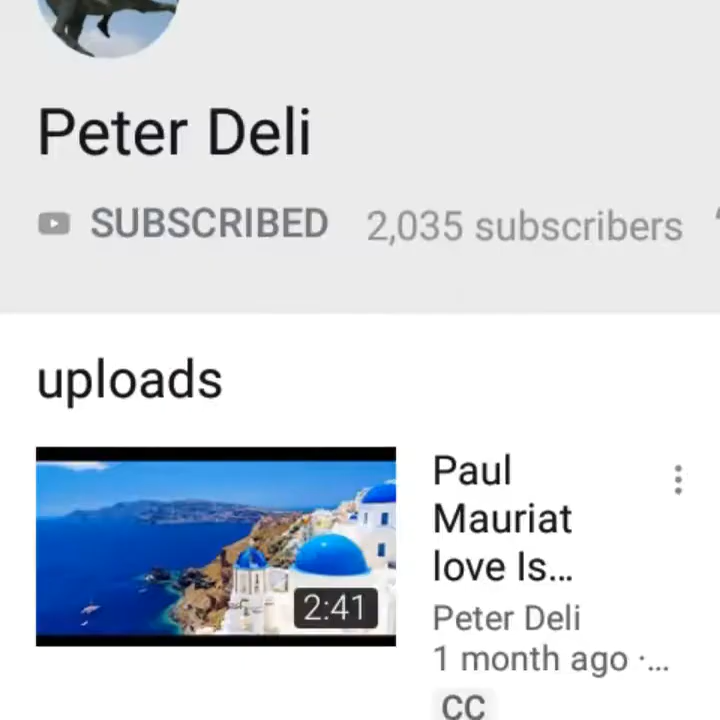 Peter Deli
SUBSCRIBED 2,035 subscribers
uploads
2:41
Paul
Mauriat
love Is...
Peter Deli
1 month ago ·...
CC